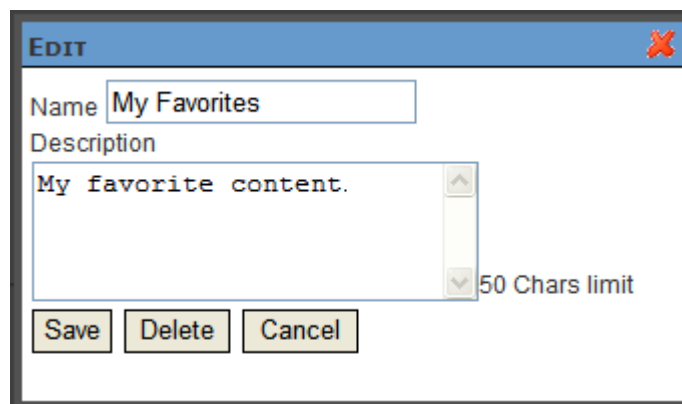 EDIT
Name My Favorites
Description
My favorite content.
50 Chars limit
Save Delete Cancel